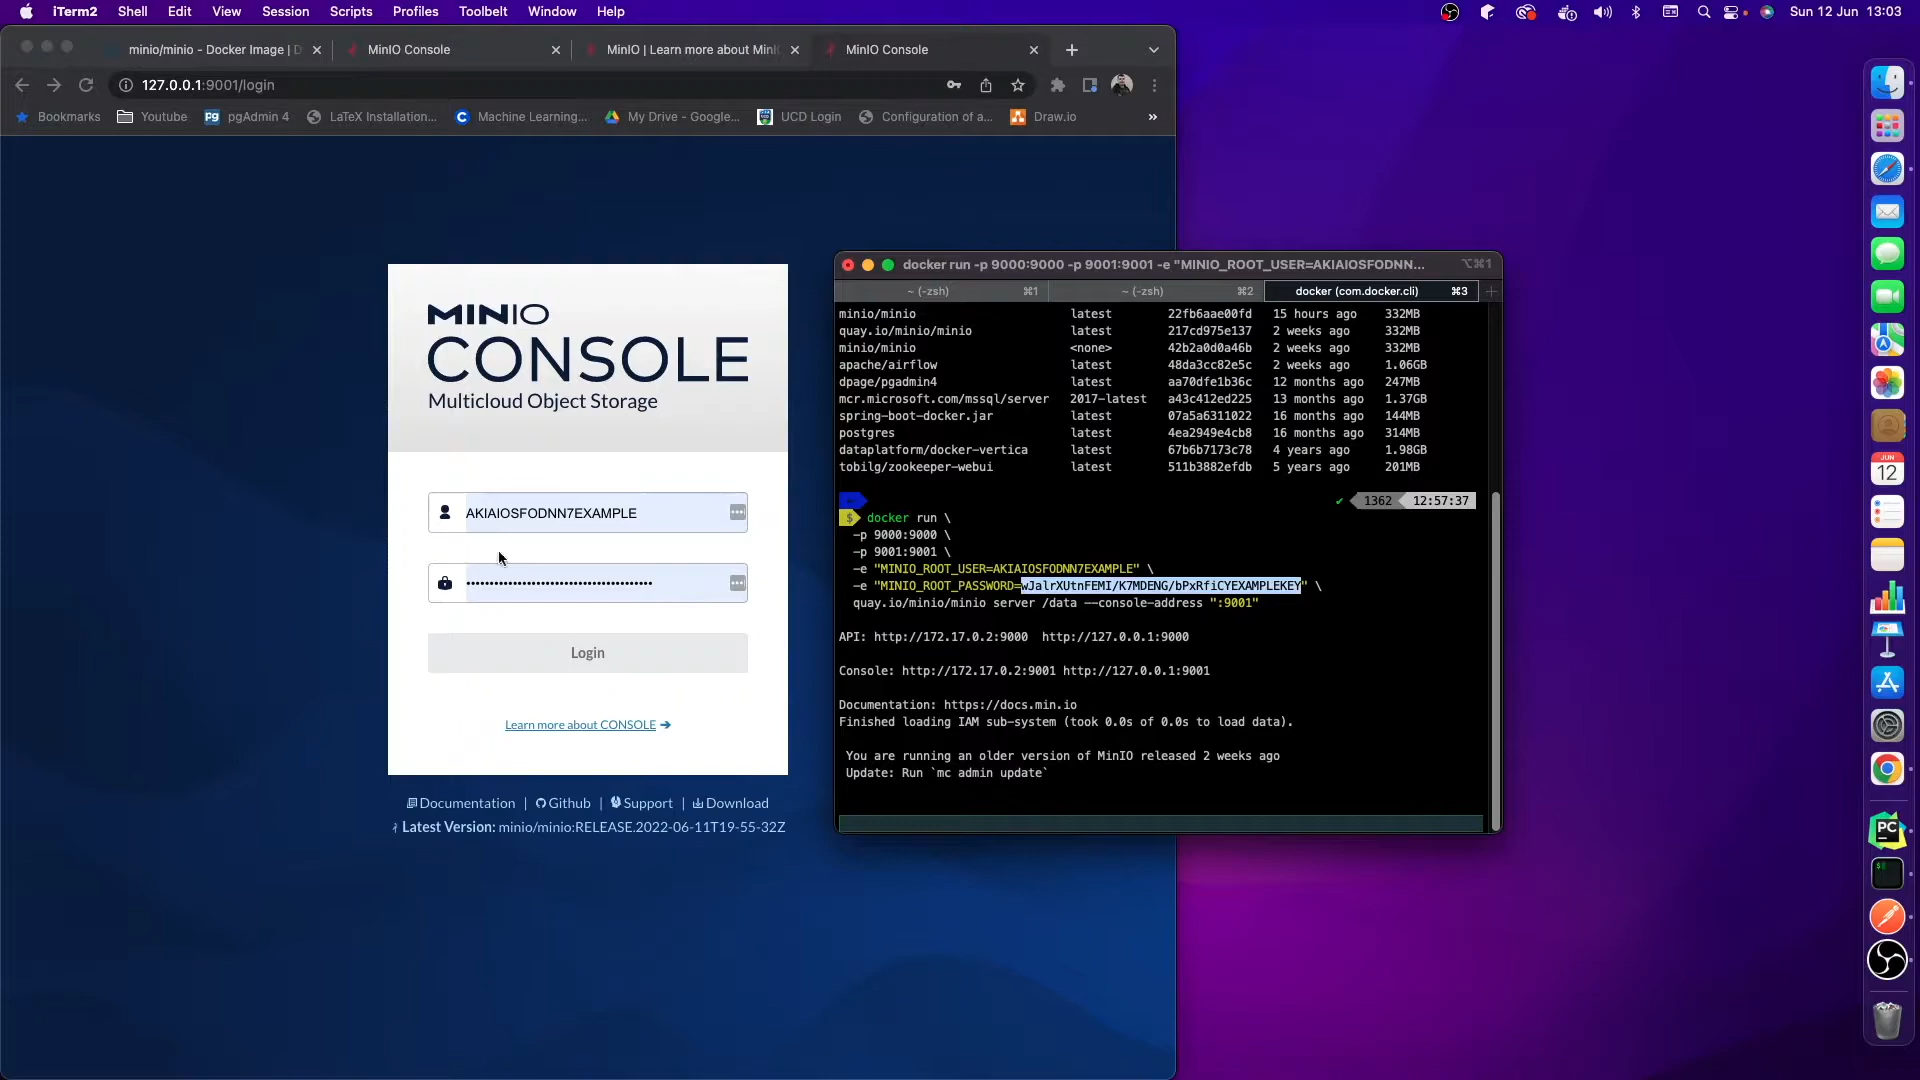 iTerm2 Shell Edit View Session Scripts Profiles Toolbelt Window Help Sun 12 Jun 13:03
minio/minio - Docker Image | D
MinIO Console
MinIO | Learn more about MinI
MinIO Console
127.0.0.1:9001/login
Bookmarks Youtube pgAdmin 4 LaTeX Installation... Machine Learning... My Drive - Google... UCD Login Configuration of a... Draw.io »
MINIO
CONSOLE
Multicloud Object Storage
AKIAIOSFODNN7EXAMPLE
••••••••••••••••••••••••••••••••••••••••
Login
Learn more about CONSOLE ➔
Documentation | Github | Support | Download
Latest Version: minio/minio:RELEASE.2022-06-11T19-55-32Z
docker run -p 9000:9000 -p 9001:9001 -e "MINIO_ROOT_USER=AKIAIOSFODNN... ⌥⌘1
~ (-zsh) ⌘1 ~ (-zsh) ⌘2 docker (com.docker.cli) ⌘3
minio/minio latest 22fb6aae00fd 15 hours ago 332MB
quay.io/minio/minio latest 217cd975e137 2 weeks ago 332MB
minio/minio <none> 42b2a0d0a46b 2 weeks ago 332MB
apache/airflow latest 48da3cc82e5c 2 weeks ago 1.06GB
dpage/pgadmin4 latest aa70dfe1b36c 12 months ago 247MB
mcr.microsoft.com/mssql/server 2017-latest a43c412ed225 13 months ago 1.37GB
spring-boot-docker.jar latest 07a5a6311022 16 months ago 144MB
postgres latest 4ea2949e4cb8 16 months ago 314MB
dataplatform/docker-vertica latest 67b6b7173c78 4 years ago 1.98GB
tobilg/zookeeper-webui latest 511b3882efdb 5 years ago 201MB
~ ✔ 1362 12:57:37
$ docker run \
-p 9000:9000 \
-p 9001:9001 \
-e "MINIO_ROOT_USER=AKIAIOSFODNN7EXAMPLE" \
-e "MINIO_ROOT_PASSWORD=wJalrXUtnFEMI/K7MDENG/bPxRfiCYEXAMPLEKEY" \
quay.io/minio/minio server /data --console-address ":9001"
API: http://172.17.0.2:9000 http://127.0.0.1:9000
Console: http://172.17.0.2:9001 http://127.0.0.1:9001
Documentation: https://docs.min.io
Finished loading IAM sub-system (took 0.0s of 0.0s to load data).
You are running an older version of MinIO released 2 weeks ago
Update: Run `mc admin update`
JUN
12
PC